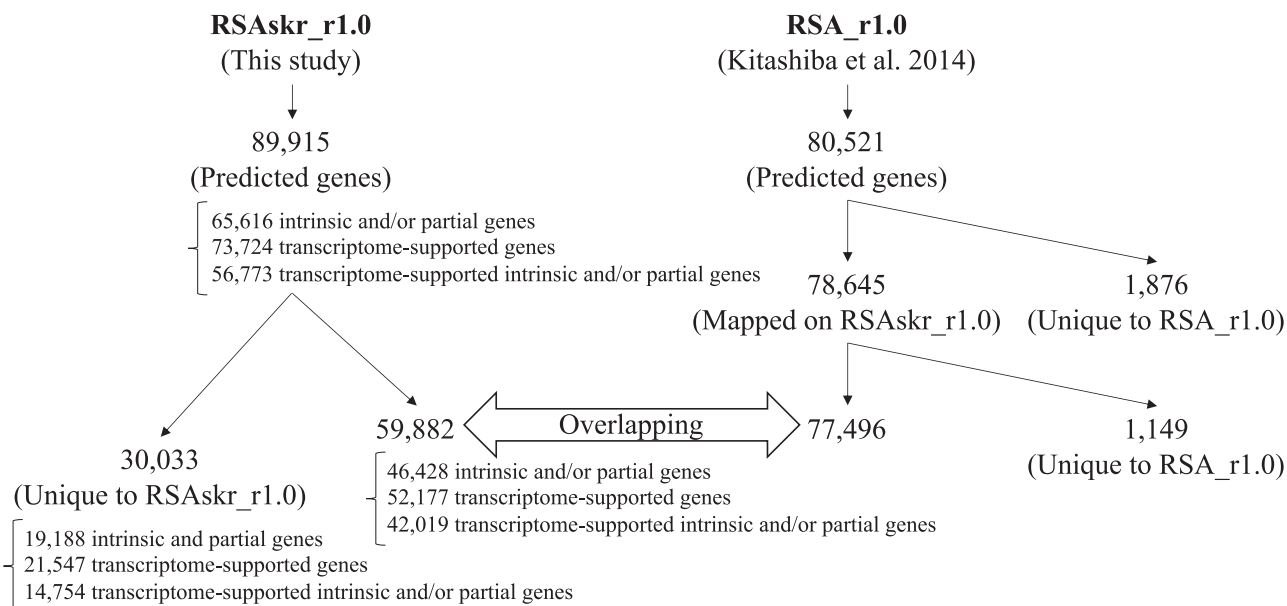 RSAskr_r1.0
(This study)
89,915
(Predicted genes)
65,616 intrinsic and/or partial genes
73,724 transcriptome-supported genes
56,773 transcriptome-supported intrinsic and/or partial genes
RSA_r1.0
(Kitashiba et al. 2014)
80,521
(Predicted genes)
78,645
(Mapped on RSAskr_r1.0)
1,876
(Unique to RSA_r1.0)
30,033
(Unique to RSAskr_r1.0)
19,188 intrinsic and partial genes
21,547 transcriptome-supported genes
14,754 transcriptome-supported intrinsic and/or partial genes
59,882
46,428 intrinsic and/or partial genes
52,177 transcriptome-supported genes
42,019 transcriptome-supported intrinsic and/or partial genes
Overlapping
77,496
1,149
(Unique to RSA_r1.0)